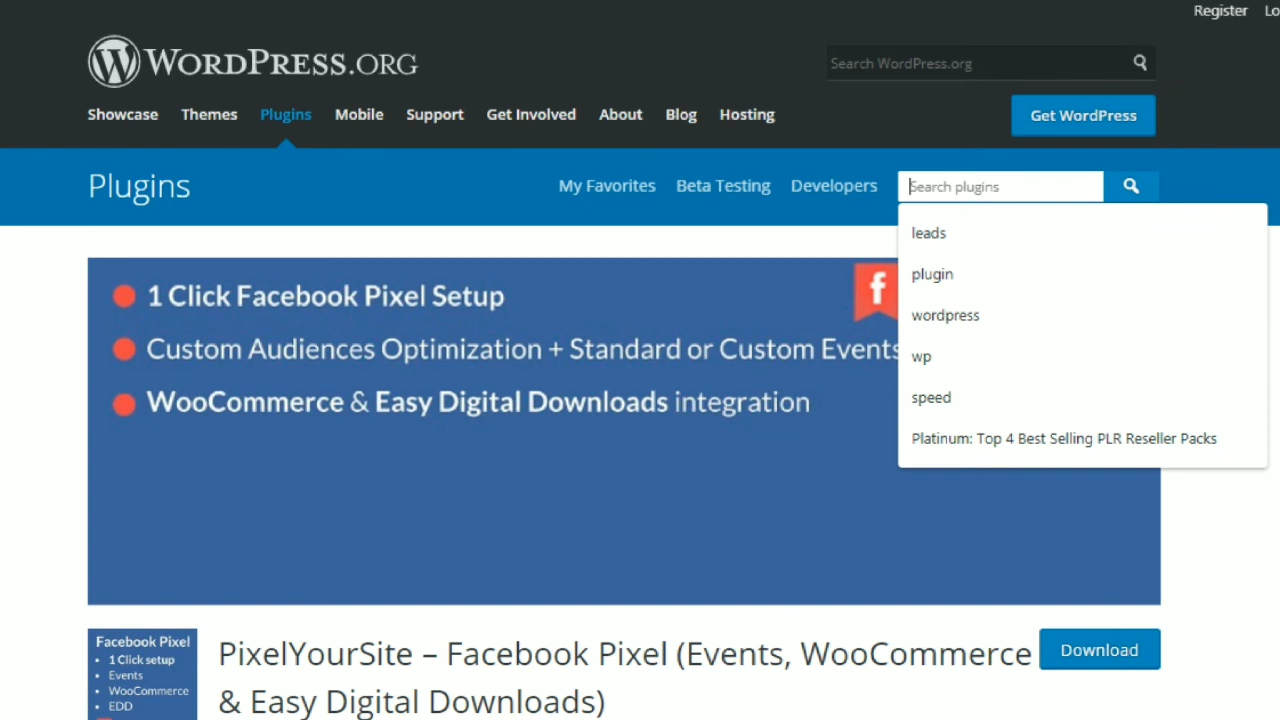 Register Lo
WORDPRESS.ORG
Search WordPress.org
Showcase Themes Plugins Mobile Support Get Involved About Blog Hosting
Get WordPress
Plugins
My Favorites Beta Testing Developers
Search plugins
leads
plugin
wordpress
wp
speed
Platinum: Top 4 Best Selling PLR Reseller Packs
1 Click Facebook Pixel Setup
Custom Audiences Optimization + Standard or Custom Events
WooCommerce & Easy Digital Downloads integration
Facebook Pixel
• 1 Click setup
• Events
• WooCommerce
• EDD
PixelYourSite – Facebook Pixel (Events, WooCommerce
& Easy Digital Downloads)
Download